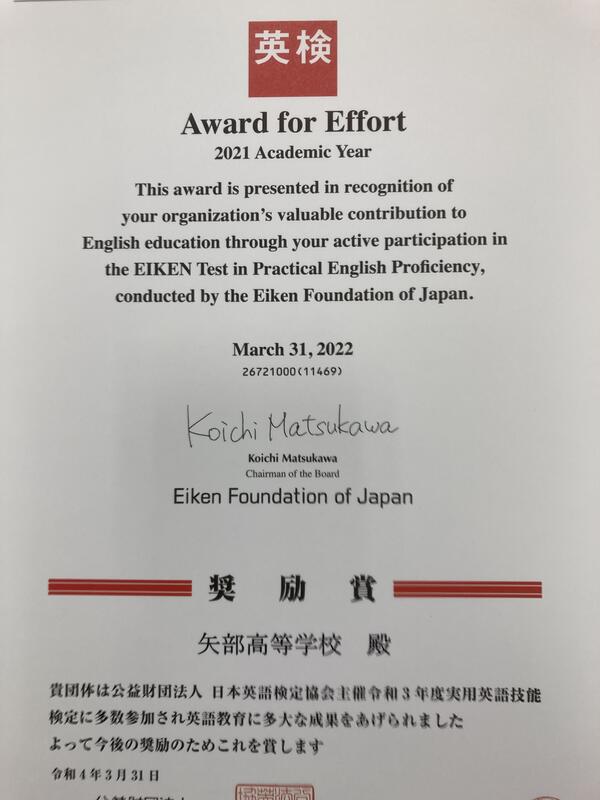 英検
Award for Effort
2021 Academic Year
This award is presented in recognition of
your organization's valuable contribution to
English education through your active participation in
the EIKEN Test in Practical English Proficiency,
conducted by the Eiken Foundation of Japan.
March 31, 2022
26721000(11469)
Koichi Matsukawa
Koichi Matsukawa
Chairman of the Board
Eiken Foundation of Japan
奨励賞
矢部高等学校 殿
貴団体は公益財団法人 日本英語検定協会主催令和3年度実用英語技能
検定に多数参加され英語教育に多大な成果をあげられました
よって今後の奨励のためこれを賞します
令和4年3月31日
公益財団法人